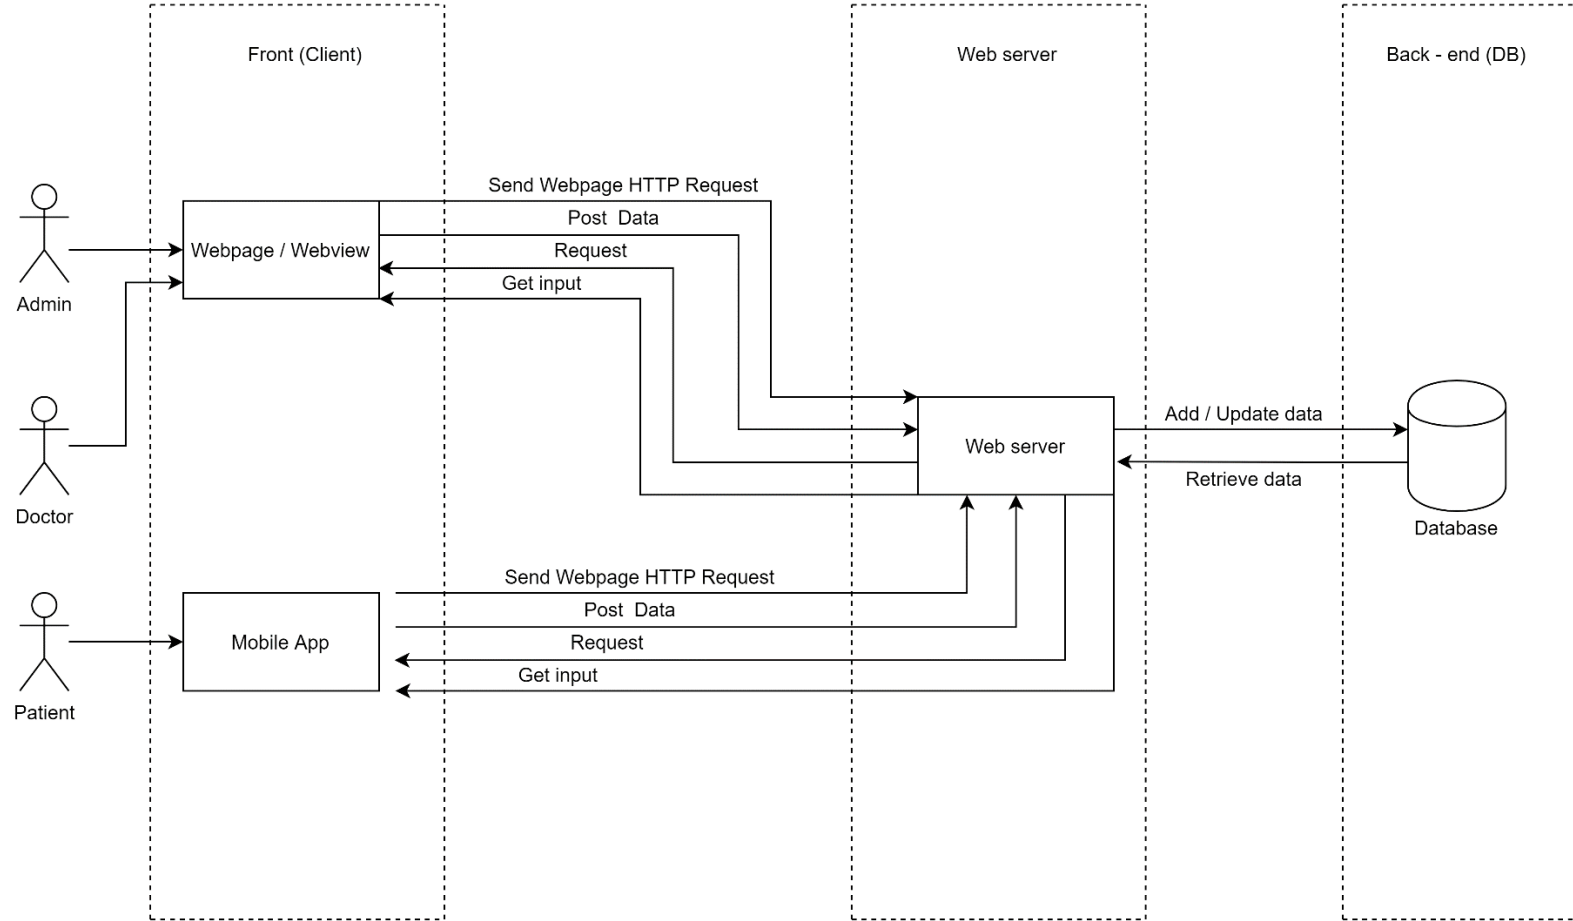 Front (Client)
Web server
Back - end (DB)
Send Webpage HTTP Request
Post  Data
Request
Get input
Webpage / Webview
Admin
Web server
Add / Update data
Retrieve data
Database
Doctor
Send Webpage HTTP Request
Post  Data
Request
Get input
Mobile App
Patient